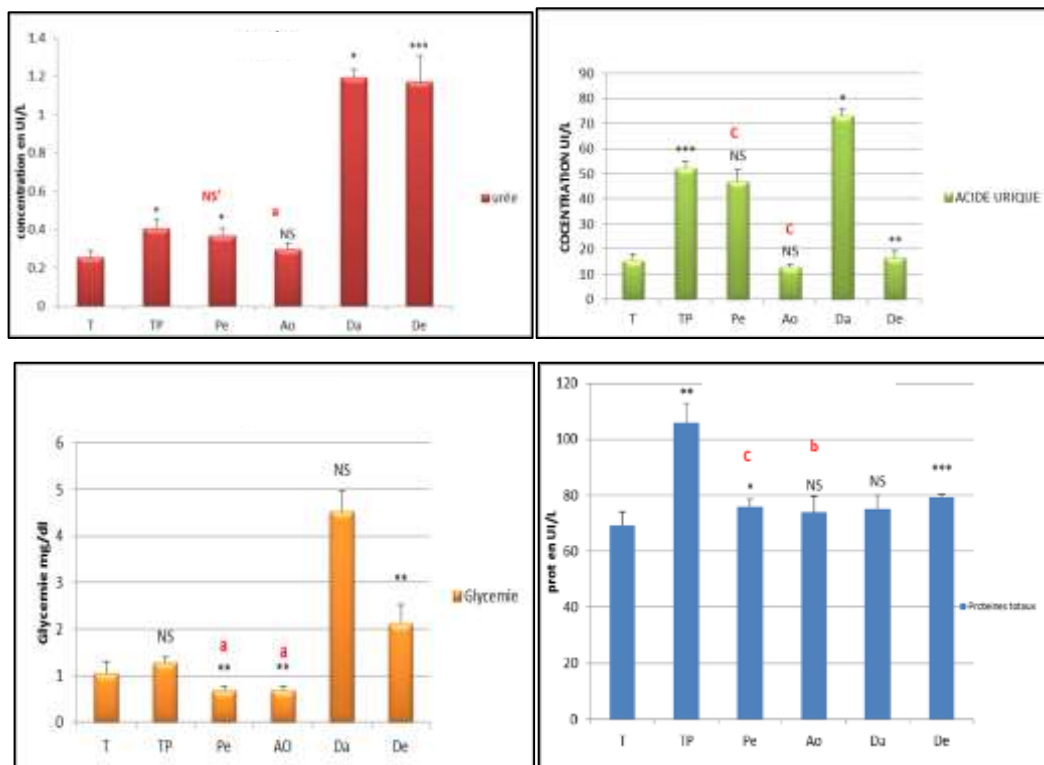 1.4
1.2
1
0.8
0.6
0.4
0.2
0
concentration en UI/L
*
NS'
*
a
NS
*
***
T TP Pe Ao Da De
urée
90
80
70
60
50
40
30
20
10
0
COCENTRATION UI/L
***
C
NS
C
NS
*
**
T TP Pe Ao Da De
ACIDE URIQUE
6
5
4
3
2
1
0
Glycemie mg/dl
NS
a
**
a
**
NS
**
T TP Pe AO Da De
Glycemie
120
100
80
60
40
20
0
prot en UI/L
**
C
*
b
NS
NS
***
T TP Pe Ao Da De
Proteines totaux